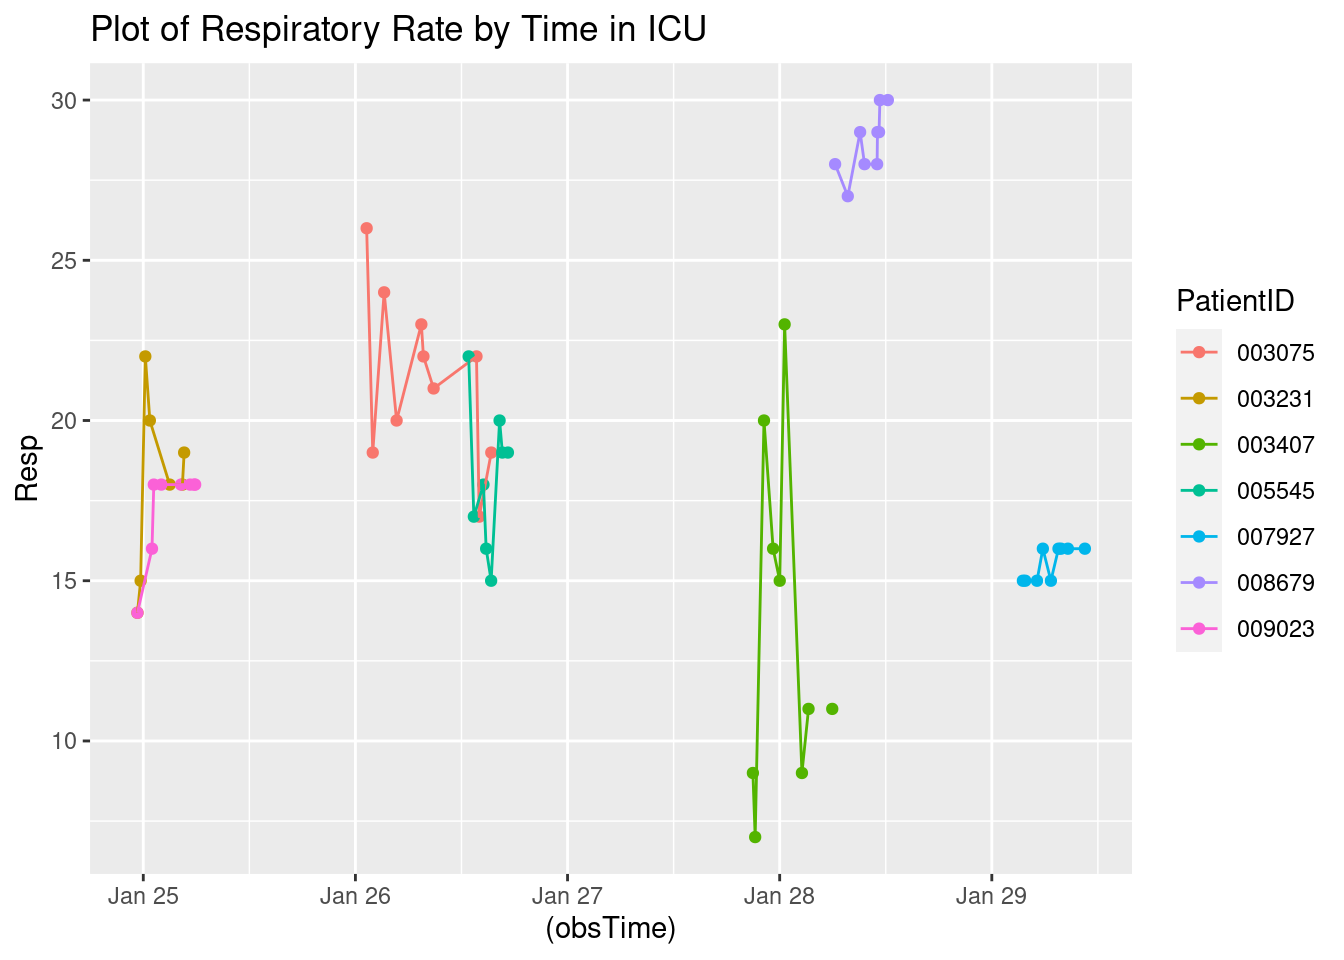 Plot of Respiratory Rate by Time in ICU
30
25
20
15
10
Resp
Jan 25
Jan 26
Jan 27
Jan 28
Jan 29
(obsTime)
PatientID
003075
003231
003407
005545
007927
008679
009023